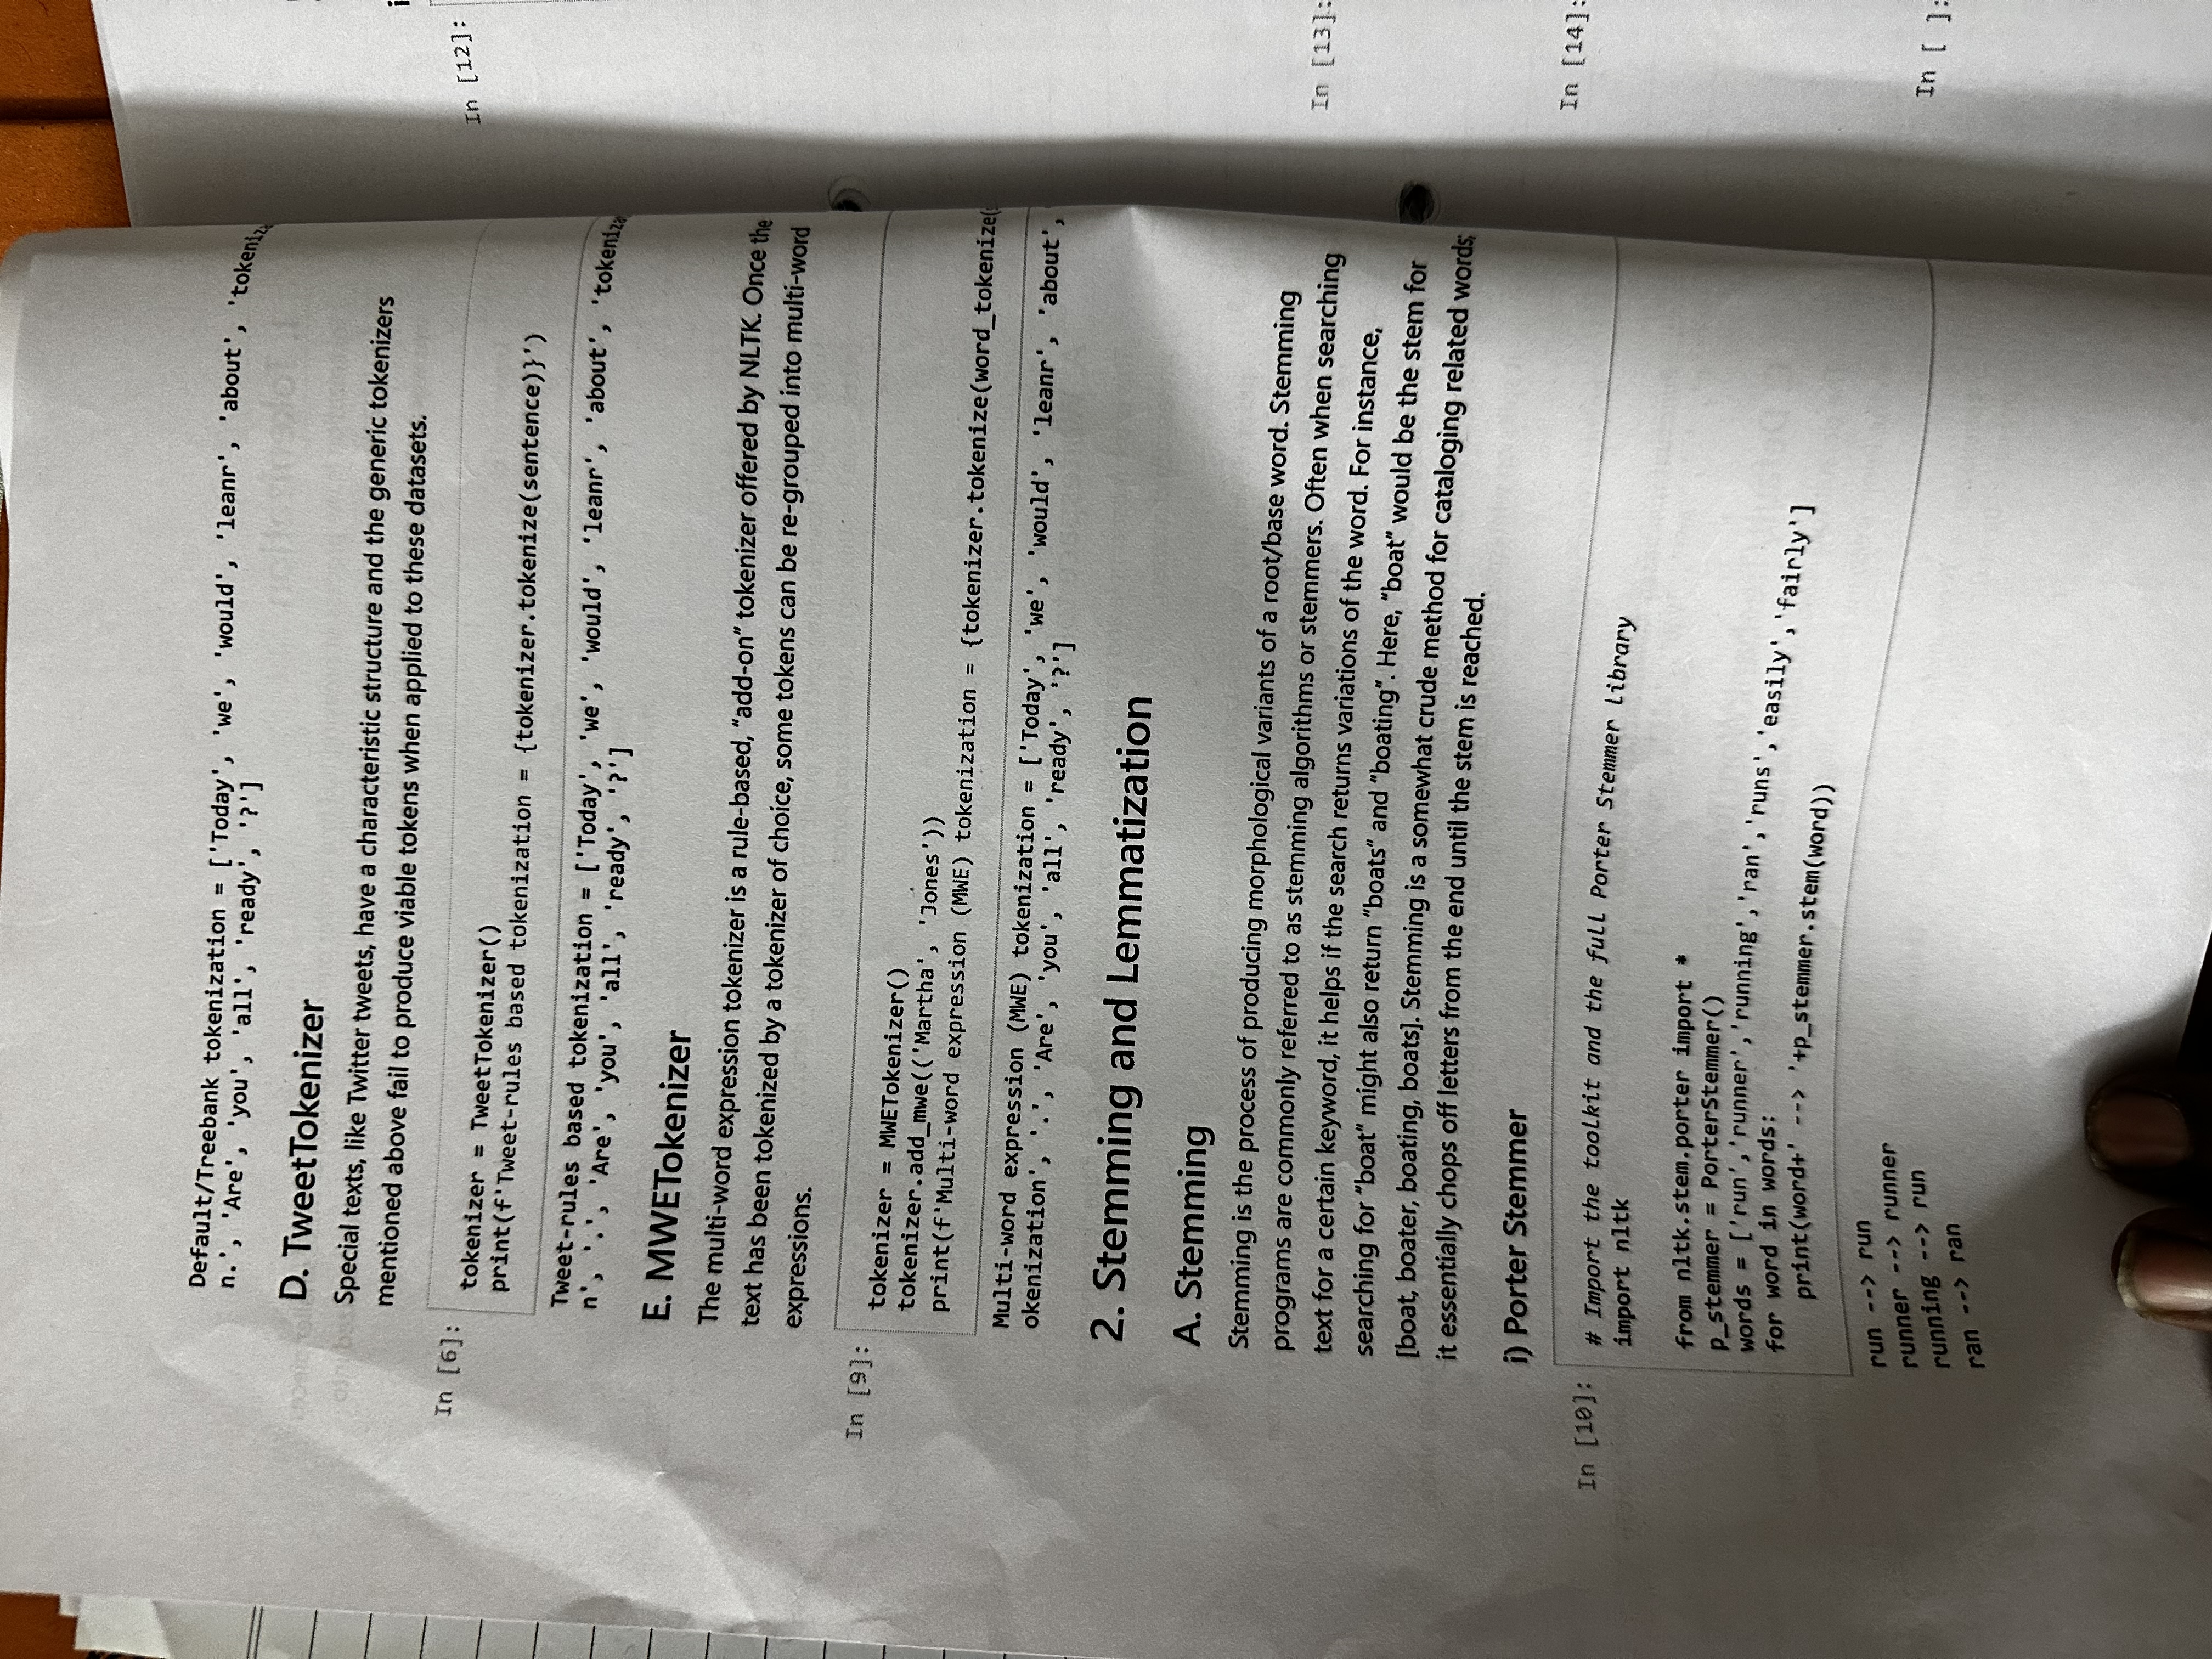 Default/Treebank tokenization = ['Today', 'we', 'would', 'leanr', 'about', 'tokeniz
n.', 'Are', 'you', 'all', 'ready', '?']
D. TweetTokenizer
Special texts, like Twitter tweets, have a characteristic structure and the generic tokenizers
mentioned above fail to produce viable tokens when applied to these datasets.
In [6]:
tokenizer = TweetTokenizer()
print(f'Tweet-rules based tokenization = {tokenizer.tokenize(sentence)}')
Tweet-rules based tokenization = ['Today', 'we', 'would', 'leanr', 'about', 'tokeniza
n', '.', 'Are', 'you', 'all', 'ready', '?']
E. MWETokenizer
The multi-word expression tokenizer is a rule-based, “add-on” tokenizer offered by NLTK. Once the
text has been tokenized by a tokenizer of choice, some tokens can be re-grouped into multi-word
expressions.
In [9]:
tokenizer = MWETokenizer()
tokenizer.add_mwe(('Martha', 'Jones'))
print(f'Multi-word expression (MWE) tokenization = {tokenizer.tokenize(word_tokenize(
Multi-word expression (MWE) tokenization = ['Today', 'we', 'would', 'leanr', 'about', '
okenization', '.', 'Are', 'you', 'all', 'ready', '?']
2. Stemming and Lemmatization
A. Stemming
Stemming is the process of producing morphological variants of a root/base word. Stemming
programs are commonly referred to as stemming algorithms or stemmers. Often when searching
text for a certain keyword, it helps if the search returns variations of the word. For instance,
searching for “boat“ might also return “boats“ and “boating“. Here, “boat“ would be the stem for
[boat, boater, boating, boats]. Stemming is a somewhat crude method for cataloging related words;
it essentially chops off letters from the end until the stem is reached.
i) Porter Stemmer
In [10]:
# Import the toolkit and the full Porter Stemmer library
import nltk
from nltk.stem.porter import *
p_stemmer = PorterStemmer()
words = ['run','runner','running','ran','runs','easily','fairly']
for word in words:
print(word+' --> '+p_stemmer.stem(word))
run --> run
runner --> runner
running --> run
ran --> ran
In [12]:
In [13]:
In [14]:
In [ ]: